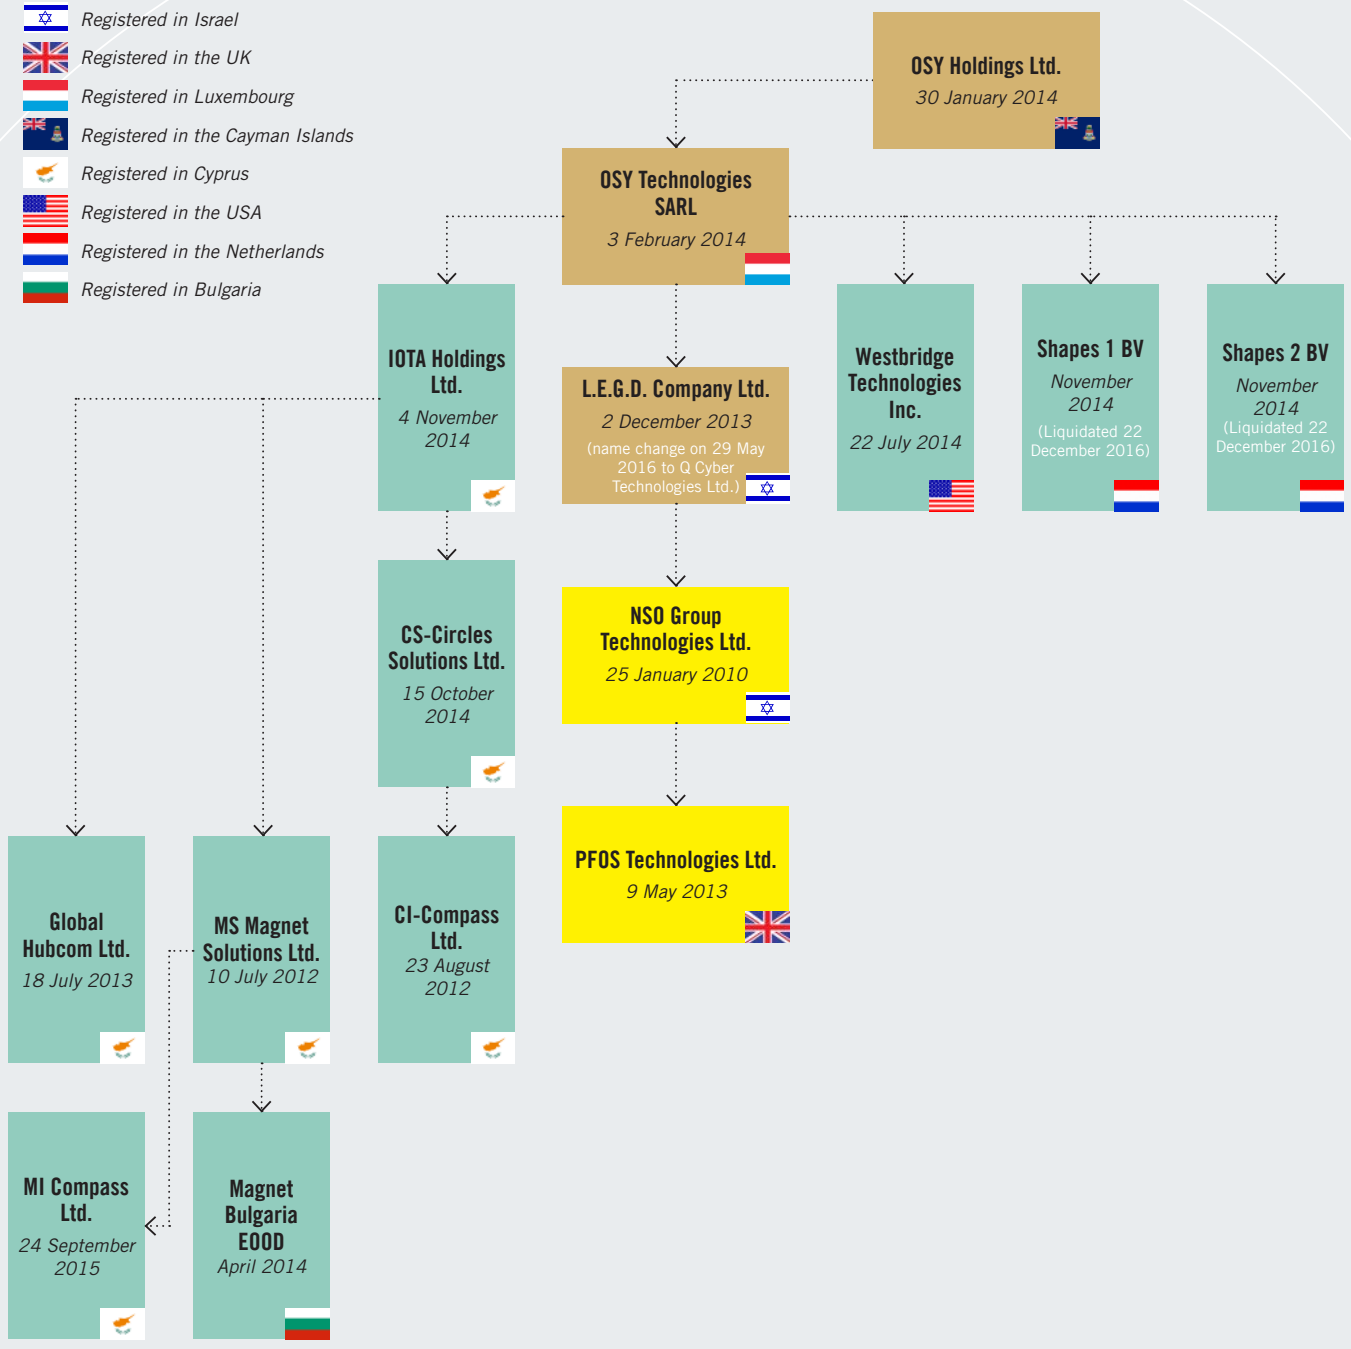 Registered in Israel
Registered in the UK
Registered in Luxembourg
Registered in the Cayman Islands
Registered in Cyprus
Registered in the USA
Registered in the Netherlands
Registered in Bulgaria
OSY Holdings Ltd.
30 January 2014
OSY Technologies
SARL
3 February 2014
IOTA Holdings
Ltd.
4 November
2014
L.E.G.D. Company Ltd.
2 December 2013
(name change on 29 May
2016 to Q Cyber
Technologies Ltd.)
Westbridge
Technologies
Inc.
22 July 2014
Shapes 1 BV
November
2014
(Liquidated 22
December 2016)
Shapes 2 BV
November
2014
(Liquidated 22
December 2016)
CS-Circles
Solutions Ltd.
15 October
2014
NSO Group
Technologies Ltd.
25 January 2010
PFOS Technologies Ltd.
9 May 2013
Global
Hubcom Ltd.
18 July 2013
MS Magnet
Solutions Ltd.
10 July 2012
CI-Compass
Ltd.
23 August
2012
MI Compass
Ltd.
24 September
2015
Magnet
Bulgaria
EOOD
April 2014